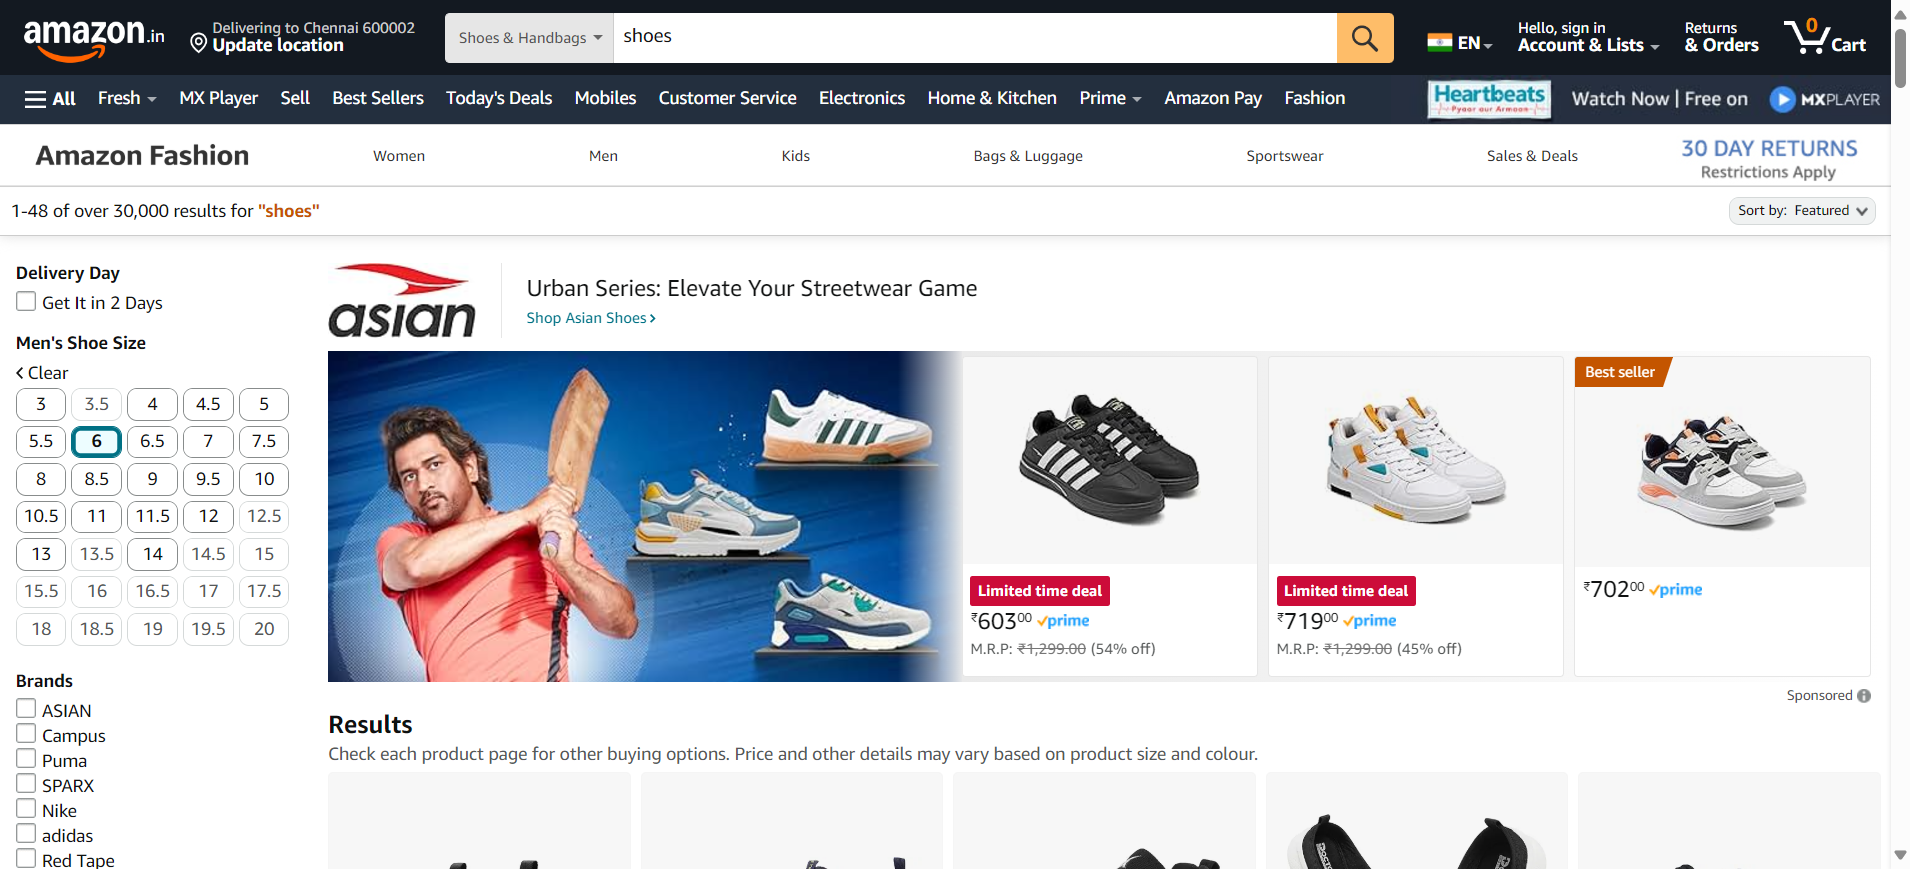 amazon.in
Delivering to Chennai 600002
Update location
Shoes & Handbags
shoes
EN
Hello, sign in
Account & Lists
Returns
& Orders
0
Cart
All
Fresh
MX Player
Sell
Best Sellers
Today's Deals
Mobiles
Customer Service
Electronics
Home & Kitchen
Prime
Amazon Pay
Fashion
Heartbeats
Pyaar aur Armaan
Watch Now | Free on
MXPLAYER
Amazon Fashion
Women
Men
Kids
Bags & Luggage
Sportswear
Sales & Deals
30 DAY RETURNS
Restrictions Apply
1-48 of over 30,000 results for "shoes"
Sort by: Featured
Delivery Day
Get It in 2 Days
Men's Shoe Size
Clear
3 3.5 4 4.5 5
5.5 6 6.5 7 7.5
8 8.5 9 9.5 10
10.5 11 11.5 12 12.5
13 13.5 14 14.5 15
15.5 16 16.5 17 17.5
18 18.5 19 19.5 20
Brands
ASIAN
Campus
Puma
SPARX
Nike
adidas
Red Tape
asian
Urban Series: Elevate Your Streetwear Game
Shop Asian Shoes ›
Limited time deal
₹60300 prime
M.R.P: ₹1,299.00 (54% off)
Limited time deal
₹71900 prime
M.R.P: ₹1,299.00 (45% off)
Best seller
₹70200 prime
Sponsored
Results
Check each product page for other buying options. Price and other details may vary based on product size and colour.